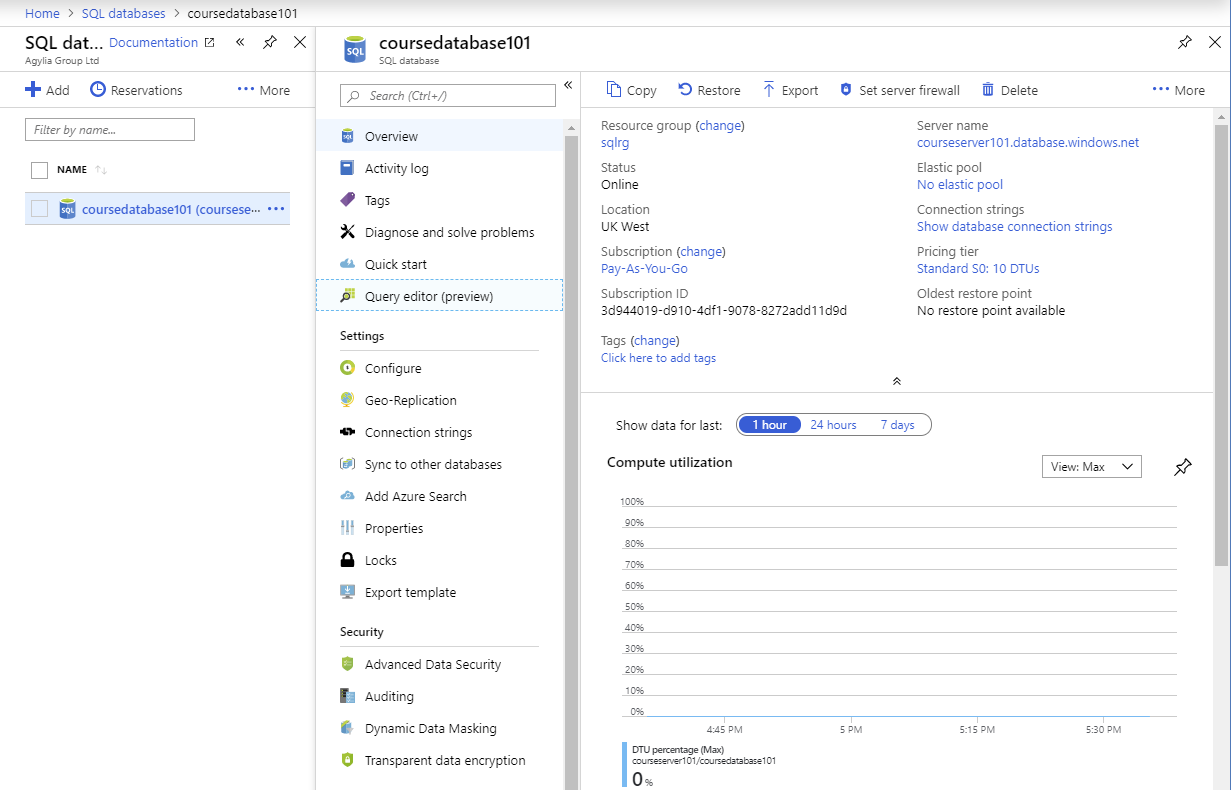 Home > SQL databases > coursedatabase101
SQL dat... Documentation
Agylia Group Ltd
Add Reservations ••• More
Filter by name...
NAME
coursedatabase101 (coursese... •••
coursedatabase101
SQL database
Search (Ctrl+/)
Overview
Activity log
Tags
Diagnose and solve problems
Quick start
Query editor (preview)
Settings
Configure
Geo-Replication
Connection strings
Sync to other databases
Add Azure Search
Properties
Locks
Export template
Security
Advanced Data Security
Auditing
Dynamic Data Masking
Transparent data encryption
Copy Restore Export Set server firewall Delete ••• More
Resource group (change)
sqlrg
Status
Online
Location
UK West
Subscription (change)
Pay-As-You-Go
Subscription ID
3d944019-d910-4df1-9078-8272add11d9d
Tags (change)
Click here to add tags
Server name
courseserver101.database.windows.net
Elastic pool
No elastic pool
Connection strings
Show database connection strings
Pricing tier
Standard S0: 10 DTUs
Oldest restore point
No restore point available
Show data for last: 1 hour 24 hours 7 days
Compute utilization
View: Max
100%
90%
80%
70%
60%
50%
40%
30%
20%
10%
0%
4:45 PM 5 PM 5:15 PM 5:30 PM
DTU percentage (Max)
courseserver101/coursedatabase101
0 %